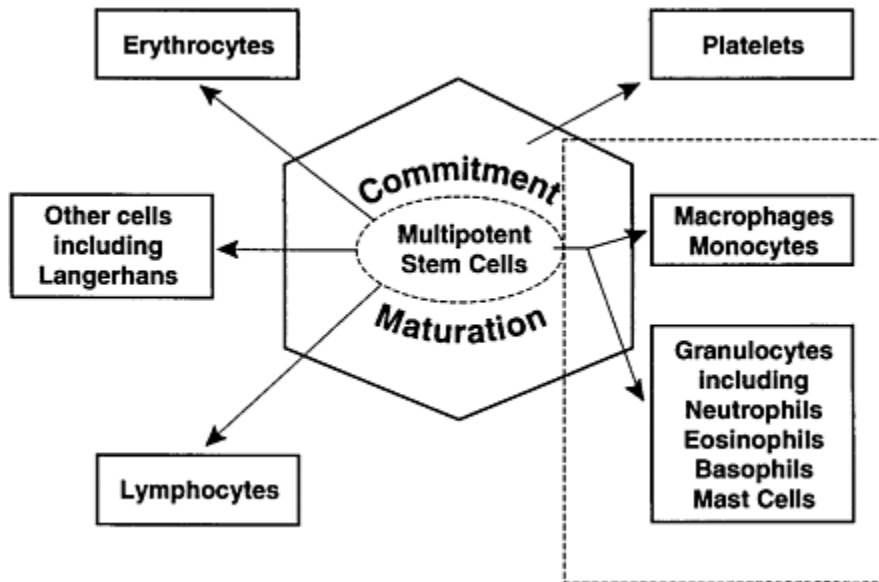 Erythrocytes
Platelets
Commitment
Other cells
including
Langerhans
Multipotent
Stem Cells
Macrophages
Monocytes
Maturation
Granulocytes
including
Neutrophils
Eosinophils
Basophils
Mast Cells
Lymphocytes